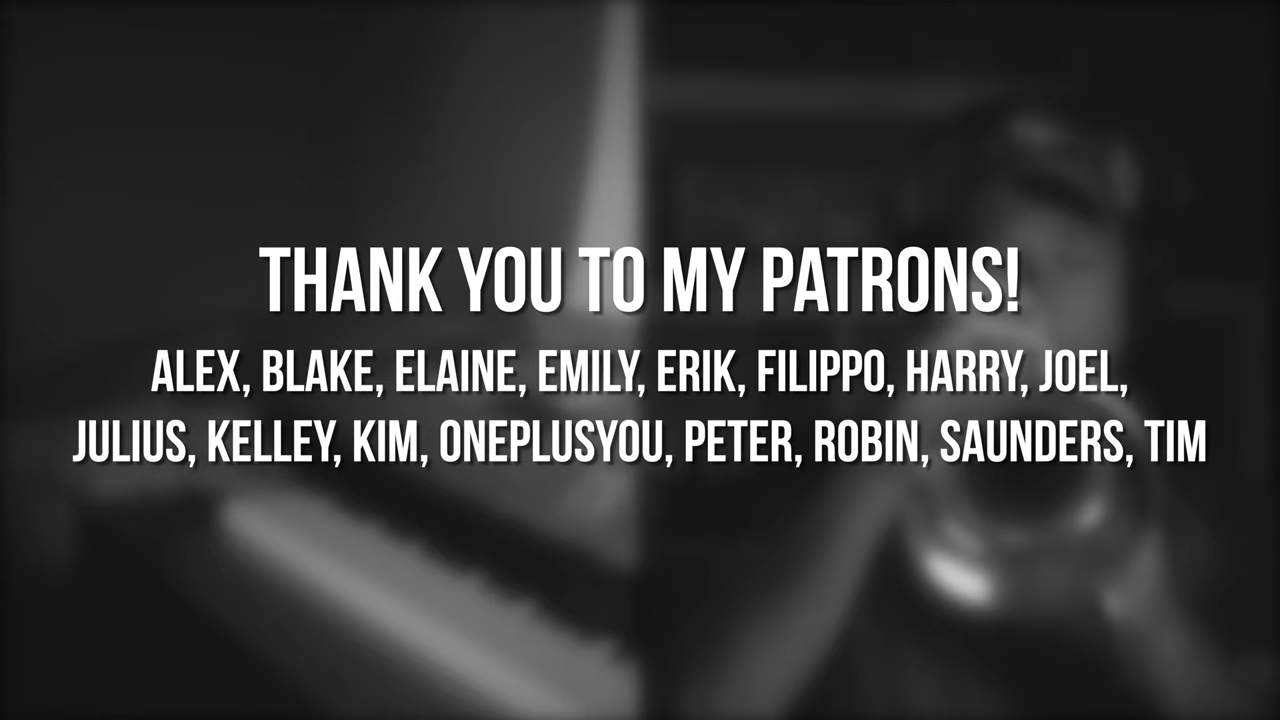 THANK YOU TO MY PATRONS!
ALEX, BLAKE, ELAINE, EMILY, ERIK, FILIPPO, HARRY, JOEL,
JULIUS, KELLEY, KIM, ONEPLUSYOU, PETER, ROBIN, SAUNDERS, TIM